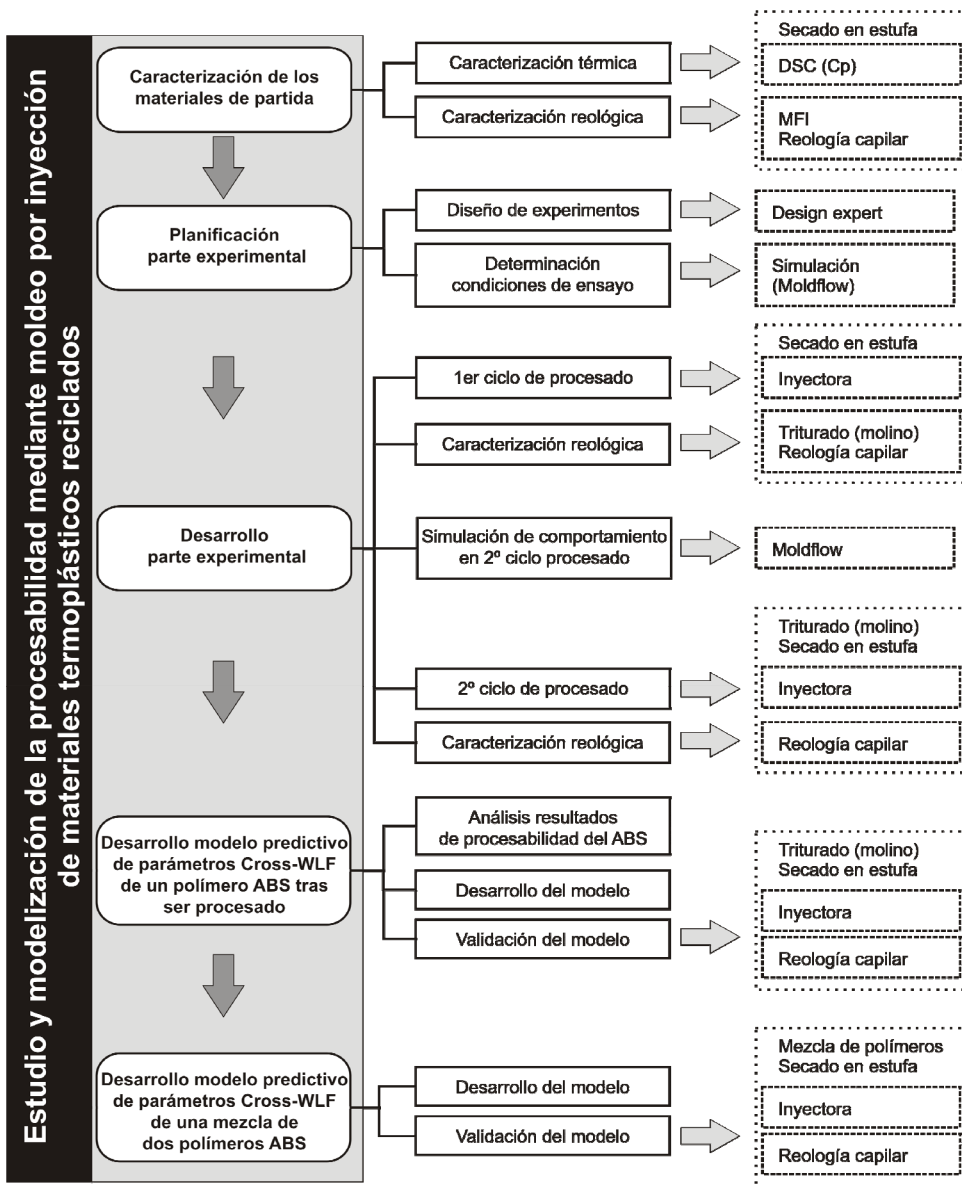 Estudio y modelización de la procesabilidad mediante moldeo por inyección
de materiales termoplásticos reciclados
Caracterización de los
materiales de partida
Caracterización térmica
Secado en estufa
DSC (Cp)
Caracterización reológica
MFI
Reología capilar
Planificación
parte experimental
Diseño de experimentos
Design expert
Determinación
condiciones de ensayo
Simulación
(Moldflow)
Desarrollo
parte experimental
1er ciclo de procesado
Secado en estufa
Inyectora
Caracterización reológica
Triturado (molino)
Reología capilar
Simulación de comportamiento
en 2º ciclo procesado
Moldflow
2º ciclo de procesado
Triturado (molino)
Secado en estufa
Inyectora
Caracterización reológica
Reología capilar
Desarrollo modelo predictivo
de parámetros Cross-WLF
de un polímero ABS tras
ser procesado
Análisis resultados
de procesabilidad del ABS
Desarrollo del modelo
Validación del modelo
Triturado (molino)
Secado en estufa
Inyectora
Reología capilar
Desarrollo modelo predictivo
de parámetros Cross-WLF
de una mezcla de
dos polímeros ABS
Desarrollo del modelo
Validación del modelo
Mezcla de polímeros
Secado en estufa
Inyectora
Reología capilar